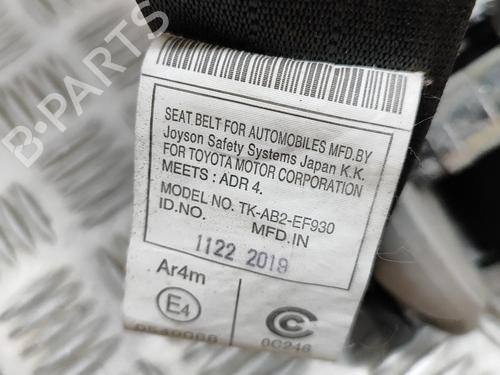 SEAT BELT FOR AUTOMOBILES MFD.BY
Joyson Safety Systems Japan K.K.
FOR TOYOTA MOTOR CORPORATION
MEETS : ADR 4.
MODEL NO. TK-AB2-EF930
ID.NO. MFD.IN
1122 2019
Ar4m
E4
0C246